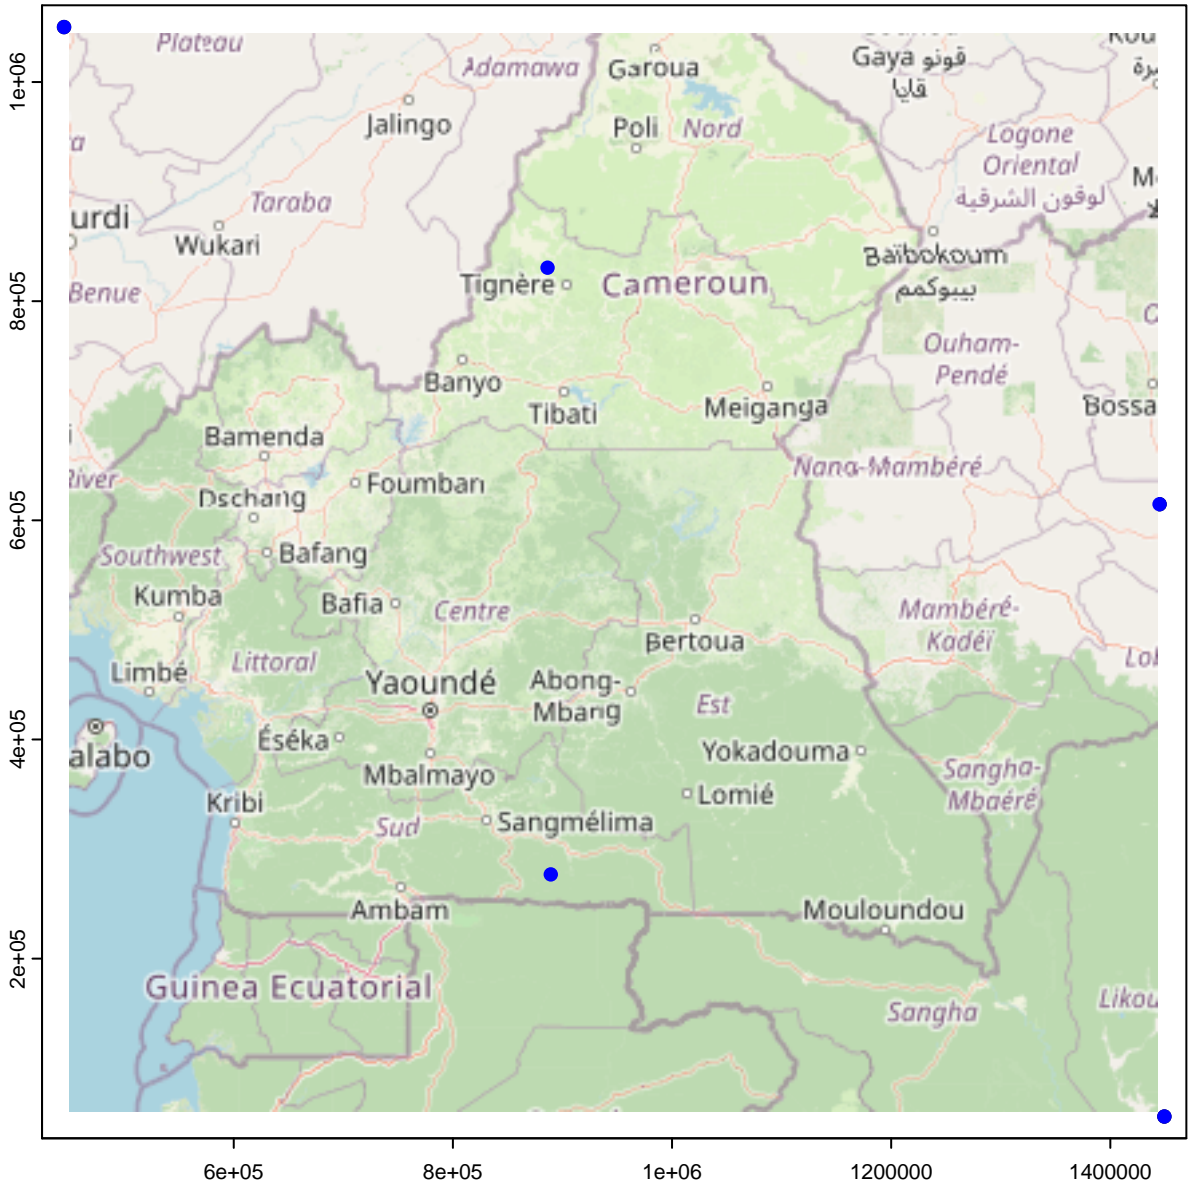 Plateau
Adamawa
Garoua
Gaya قونو
قايا
Jalingo
Poli
Nord
Logone
Oriental
لوقون الشرقية
Taraba
urdi
Wukari
Baïbokoum
بيبوكمم
Tignère
Cameroun
Benue
Ouham-
Pendé
Banyo
Tibati
Meiganga
Bossa
Bamenda
Nana-Mambéré
River
Foumban
Dschang
Southwest
Bafang
Kumba
Bafia
Centre
Mambéré-
Kadéï
Bertoua
Limbé
Littoral
Yaoundé
Abong-
Mbang
Est
alabo
Éséka
Yokadouma
Mbalmayo
Sangha-
Mbaéré
Kribi
Lomié
Sud
Sangmélima
Ambam
Mouloundou
Guinea Ecuatorial
Sangha
Likou
1e+06
8e+05
6e+05
4e+05
2e+05
6e+05
8e+05
1e+06
1200000
1400000